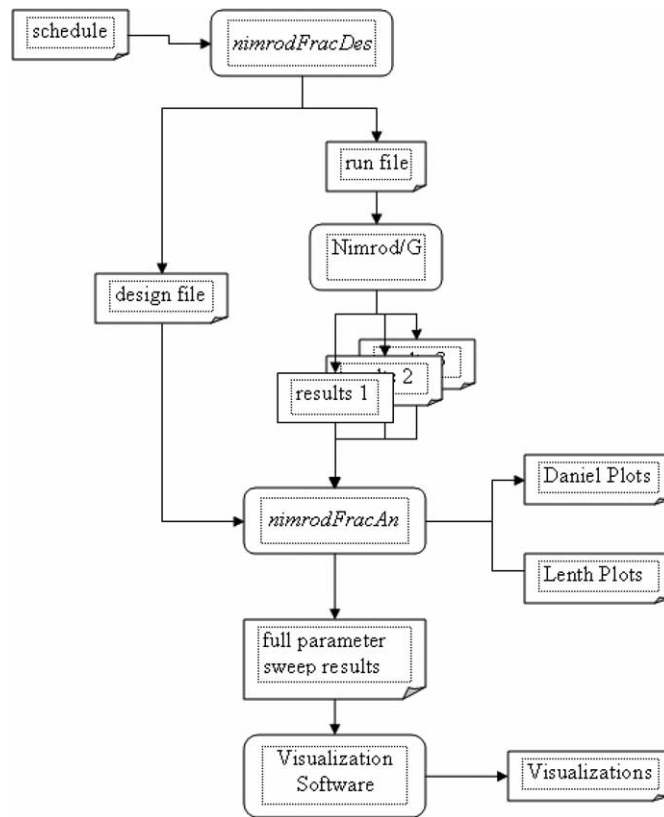 schedule
nimrodFracDes
run file
Nimrod/G
design file
2
results 1
Daniel Plots
nimrodFracAn
Lenth Plots
full parameter
sweep results
Visualization
Software
Visualizations